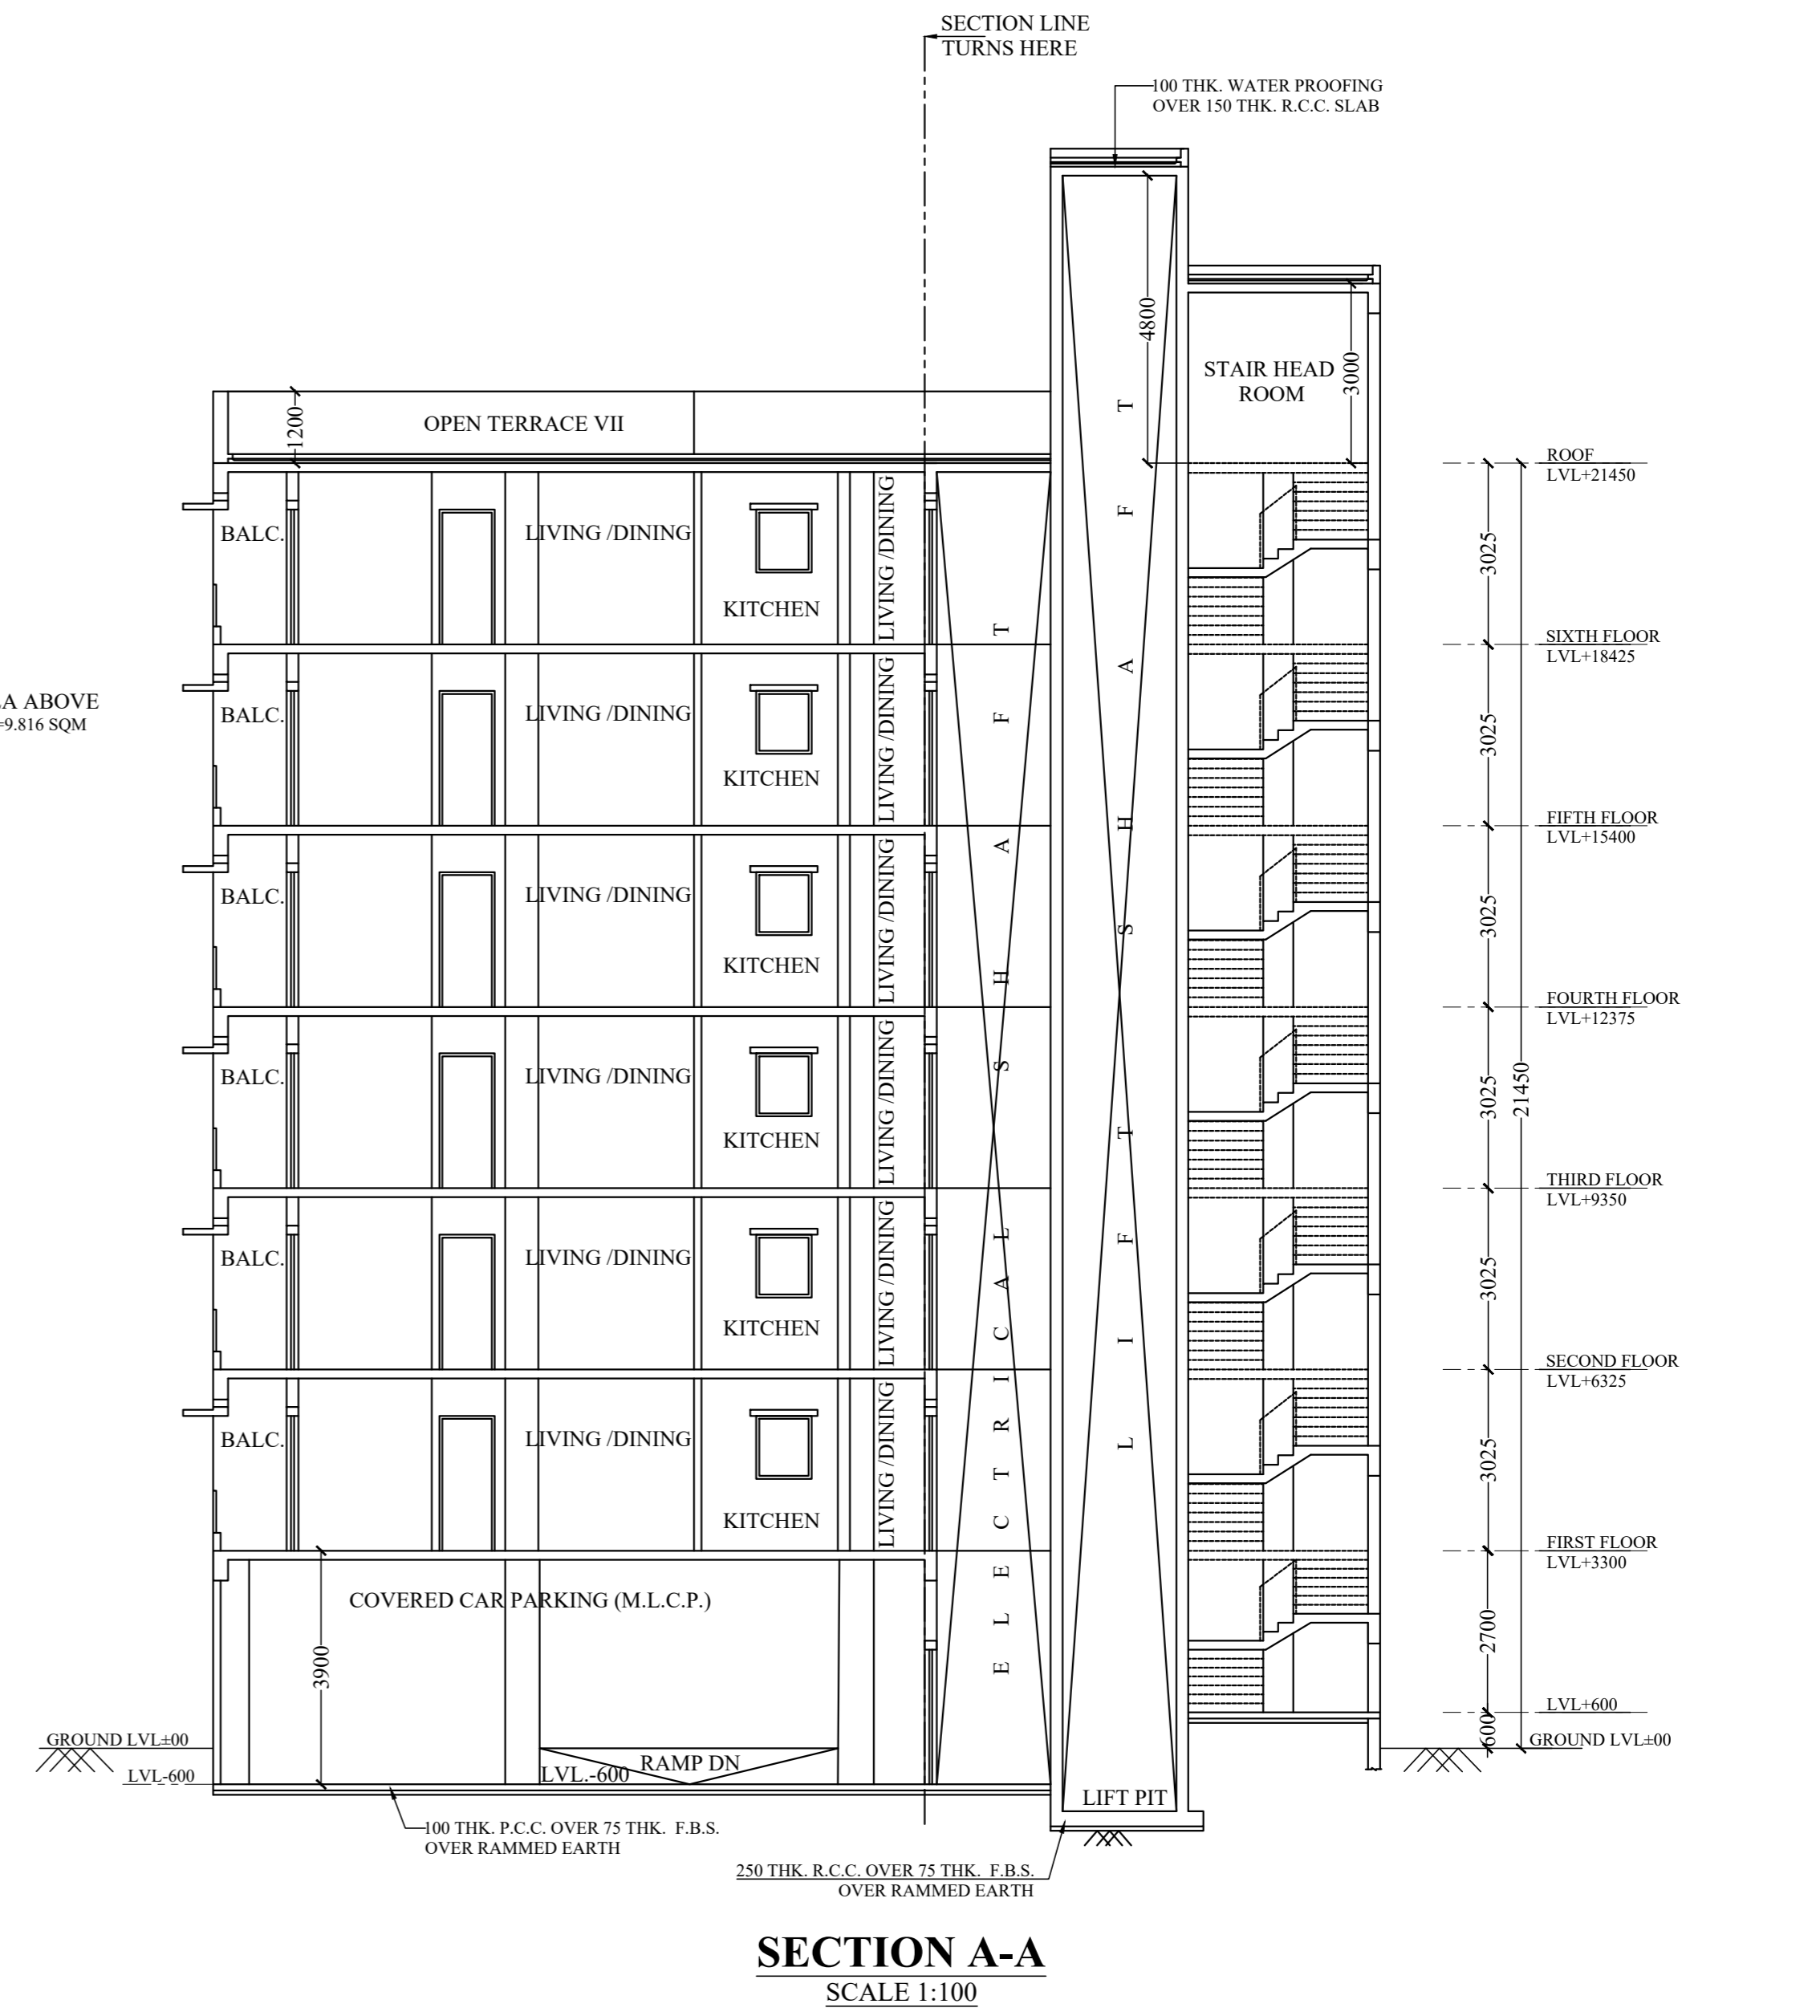 SECTION LINE
TURNS HERE
100 THK. WATER PROOFING
OVER 150 THK. R.C.C. SLAB
4800
STAIR HEAD
ROOM
3000
1200
OPEN TERRACE VII
ROOF
LVL+21450
BALC.
LIVING /DINING
KITCHEN
LIVING /DINING
3025
SIXTH FLOOR
LVL+18425
A ABOVE
=9.816 SQM
BALC.
LIVING /DINING
KITCHEN
LIVING /DINING
3025
FIFTH FLOOR
LVL+15400
BALC.
LIVING /DINING
KITCHEN
LIVING /DINING
3025
FOURTH FLOOR
LVL+12375
BALC.
LIVING /DINING
KITCHEN
LIVING /DINING
3025
21450
THIRD FLOOR
LVL+9350
BALC.
LIVING /DINING
KITCHEN
LIVING /DINING
3025
SECOND FLOOR
LVL+6325
BALC.
LIVING /DINING
KITCHEN
LIVING /DINING
3025
FIRST FLOOR
LVL+3300
ELECTRICAL SHAFT
LIFT SHAFT
COVERED CAR PARKING (M.L.C.P.)
3900
2700
LVL+600
600
GROUND LVL±00
GROUND LVL±00
LVL-600
RAMP DN
LVL.-600
LIFT PIT
100 THK. P.C.C. OVER 75 THK. F.B.S.
OVER RAMMED EARTH
250 THK. R.C.C. OVER 75 THK. F.B.S.
OVER RAMMED EARTH
SECTION A-A
SCALE 1:100